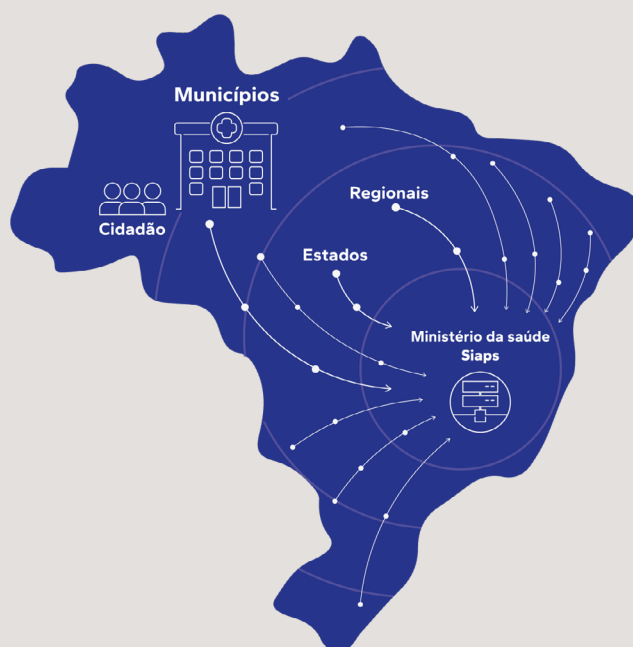 Municípios
Cidadão
Regionais
Estados
Ministério da saúde
Siaps